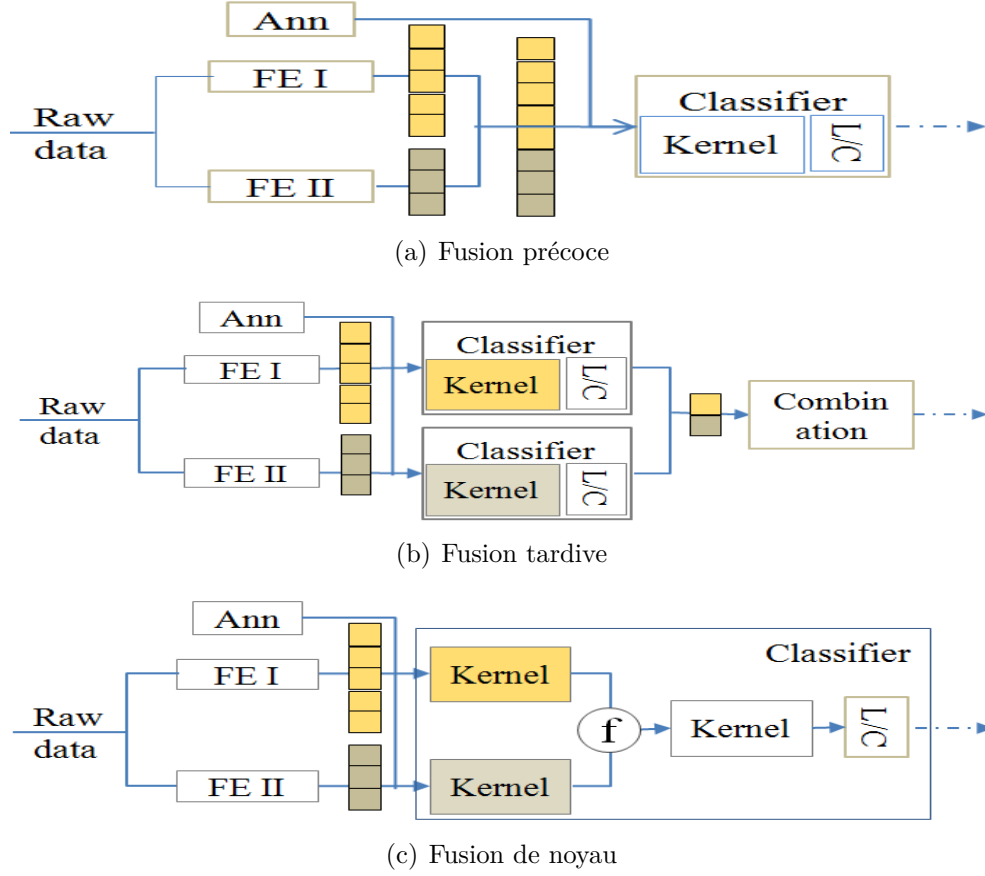 Ann
FE I
Raw
data
FE II
Classifier
Kernel
L/C
(a) Fusion précoce
Ann
FE I
Raw
data
FE II
Classifier
Kernel
L/C
Classifier
Kernel
L/C
Combin
ation
(b) Fusion tardive
Ann
FE I
Raw
data
FE II
Classifier
Kernel
Kernel
f
Kernel
L/C
(c) Fusion de noyau